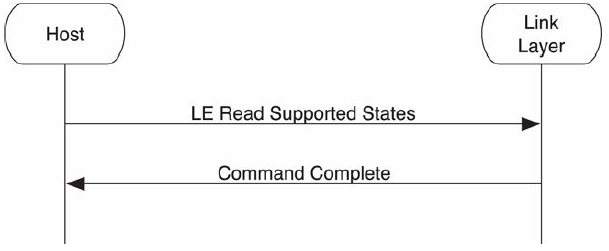 Host
Link
Layer
LE Read Supported States
Command Complete